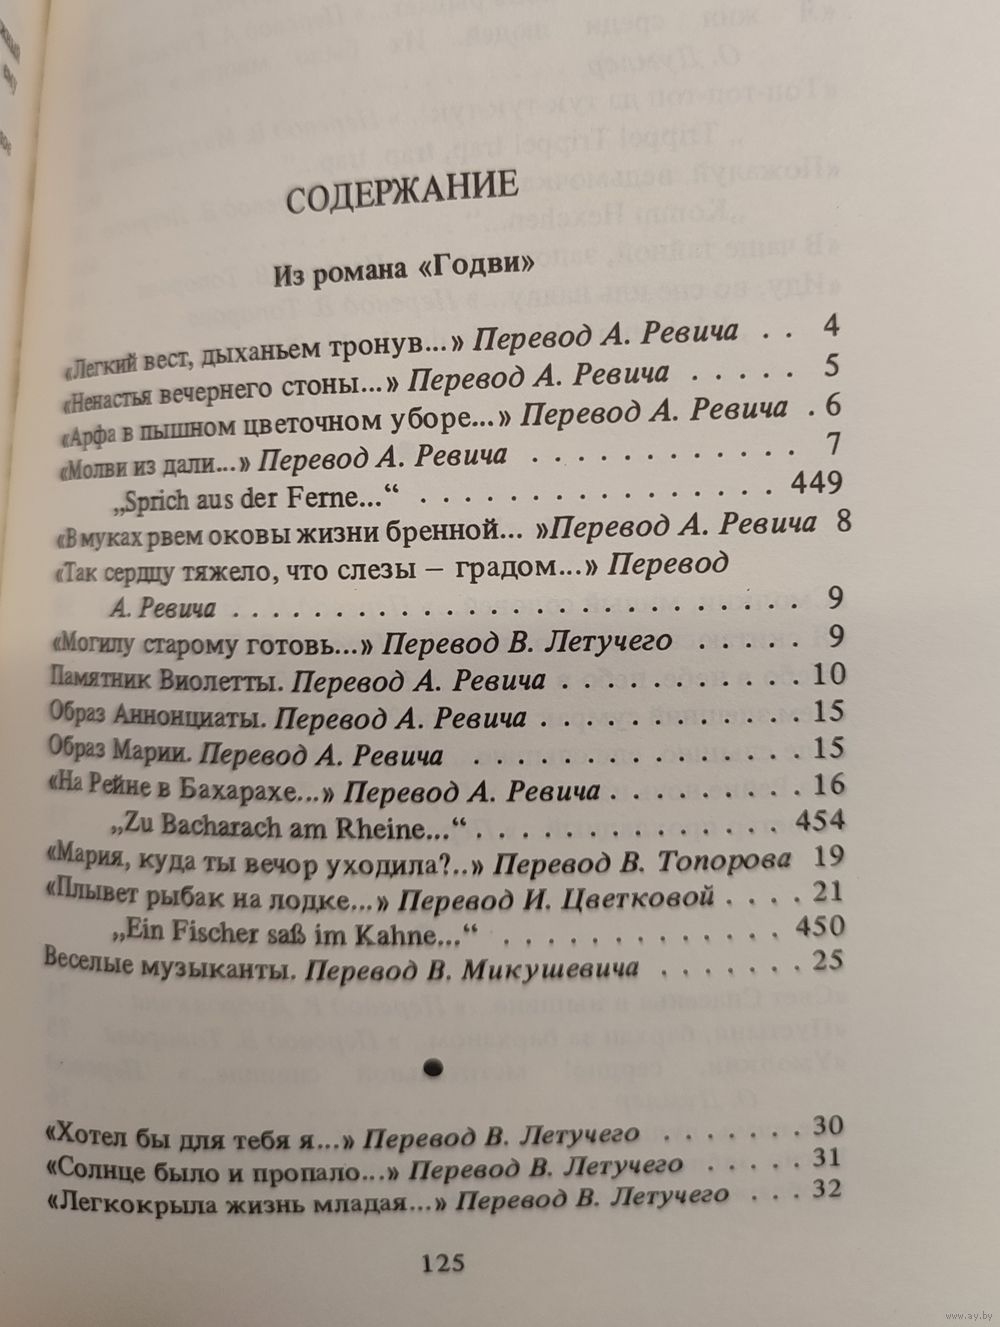 СОДЕРЖАНИЕ
Из романа «Годви»
«Легкий вест, дыханьем тронув...» Перевод А. Ревича . . 4
«Ненастья вечернего стоны...» Перевод А. Ревича . . . . . 5
«Арфа в пышном цветочном уборе...» Перевод А. Ревича . 6
«Молви из дали...» Перевод А. Ревича . . . . . . . . . . . . 7
„Sprich aus der Ferne...“ . . . . . . . . . . . . . . . . 449
«В муках рвем оковы жизни бренной... »Перевод А. Ревича 8
«Так сердцу тяжело, что слезы – градом...» Перевод
А. Ревича . . . . . . . . . . . . . . . . . . . . . . . . . . 9
«Могилу старому готовь...» Перевод В. Летучего . . . . . 9
Памятник Виолетты. Перевод А. Ревича . . . . . . . . . . . 10
Образ Аннонциаты. Перевод А. Ревича . . . . . . . . . . . . 15
Образ Марии. Перевод А. Ревича . . . . . . . . . . . . . . . 15
«На Рейне в Бахарахе...» Перевод А. Ревича . . . . . . . . . 16
„Zu Bacharach am Rheine...“ . . . . . . . . . . . . . . 454
«Мария, куда ты вечор уходила?..» Перевод В. Топорова 19
«Плывет рыбак на лодке...» Перевод И. Цветковой . . . . 21
„Ein Fischer saß im Kahne...“ . . . . . . . . . . . . . 450
Веселые музыканты. Перевод В. Микушевича . . . . . . . 25
«Хотел бы для тебя я...» Перевод В. Летучего . . . . . . . 30
«Солнце было и пропало...» Перевод В. Летучего . . . . . 31
«Легкокрыла жизнь младая...» Перевод В. Летучего . . . 32
125
www.ay.by